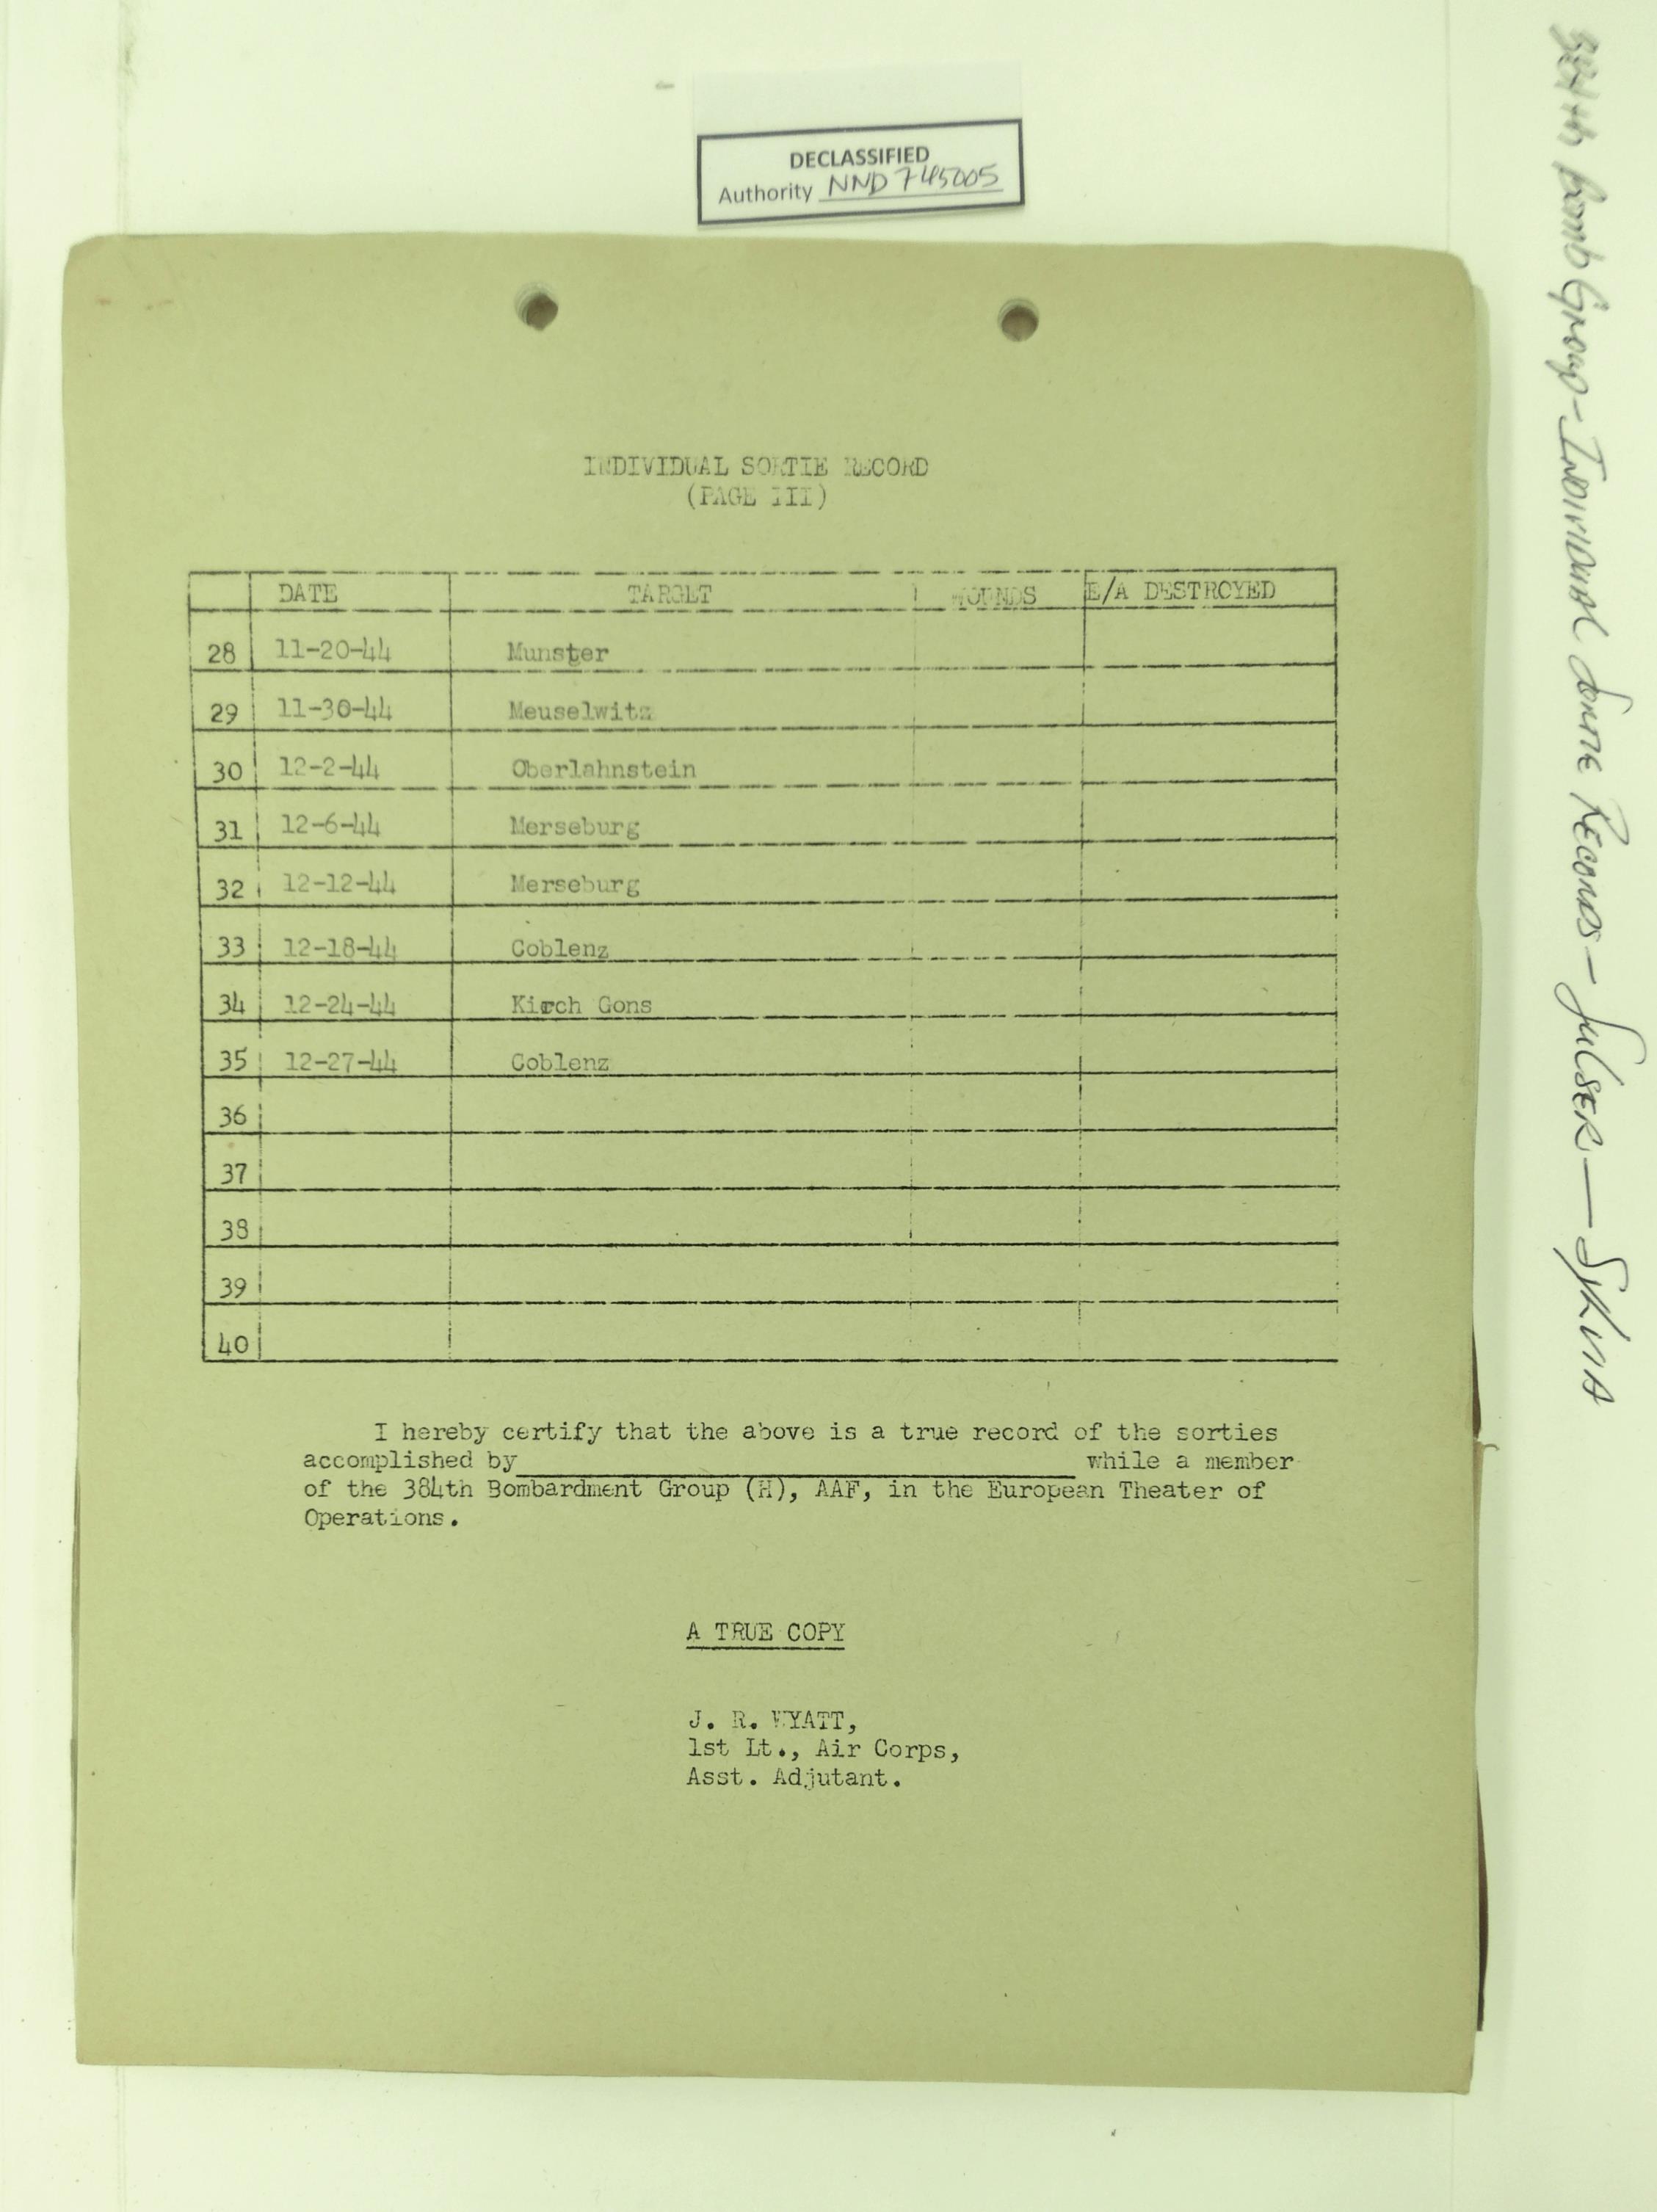 DECLASSIFIED
Authority NND 745005
384th Bomb Group - Individual Sortie Records - Julser - Sylvia
INDIVIDUAL SORTIE RECORD
(PAGE III)
DATE TARGET WOUNDS E/A DESTROYED
28 11-20-44 Munster
29 11-30-44 Meuselwitz
30 12-2-44 Oberlahnstein
31 12-6-44 Merseburg
32 12-12-44 Merseburg
33 12-18-44 Coblenz
34 12-24-44 Kirch Gons
35 12-27-44 Coblenz
36
37
38
39
40
I hereby certify that the above is a true record of the sorties
accomplished by while a member
of the 384th Bombardment Group (H), AAF, in the European Theater of
Operations.
A TRUE COPY
J. R. WYATT,
1st Lt., Air Corps,
Asst. Adjutant.